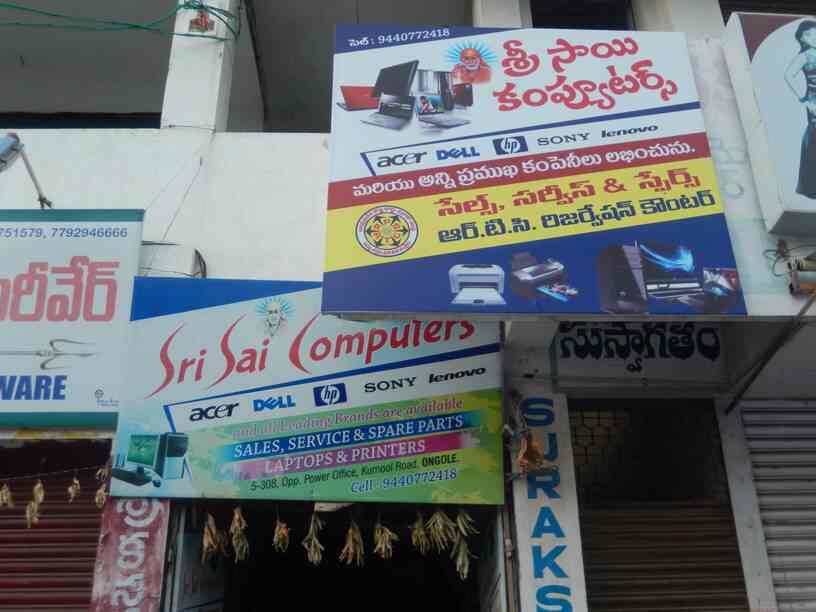 సెల్ : 9440772418
శ్రీ సాయి
కంప్యూటర్స్
acer DELL hp SONY lenovo
మరియు అన్ని ప్రముఖ కంపెనీలు లభించును.
సేల్స్, సర్వీస్ & స్పేర్స్
ఆర్.టి.సి. రిజర్వేషన్ కౌంటర్
751579, 7792946666
WARE
Sri Sai Computers
acer DELL hp SONY lenovo
and all Leading Brands are available
SALES, SERVICE & SPARE PARTS
LAPTOPS & PRINTERS
5-308, Opp. Power Office, Kurnool Road, ONGOLE.
Cell : 9440772418
సుస్వాగతం
SURAKS